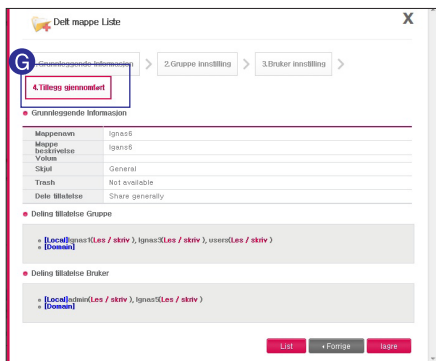 Delt mappe Liste
X
G
1.Grunnleggende Informasjon
2.Gruppe innstilling
3.Bruker innstilling
4.Tillegg gjennomført
Grunnleggende Informasjon
Mappenavn Ignas6
Mappe beskrivelse Igans6
Volum
Skjul General
Trash Not available
Dele tillatelse Share generally
Deling tillatelse Gruppe
[Local]Ignas1(Les / skriv ), Ignas3(Les / skriv ), users(Les / skriv )
[Domain]
Deling tillatelse Bruker
[Local]admin(Les / skriv ), Ignas5(Les / skriv )
[Domain]
List
Forrige
lagre